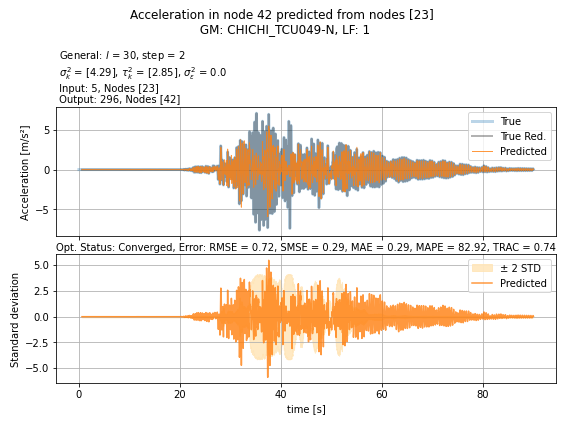 Acceleration in node 42 predicted from nodes [23]
GM: CHICHI_TCU049-N, LF: 1
General: l = 30, step = 2
σ²ₖ = [4.29], τ²ₖ = [2.85], σ²ₑ = 0.0
Input: 5, Nodes [23]
Output: 296, Nodes [42]
Acceleration [m/s²]
5
0
−5
True
True Red.
Predicted
Opt. Status: Converged, Error: RMSE = 0.72, SMSE = 0.29, MAE = 0.29, MAPE = 82.92, TRAC = 0.74
Standard deviation
5.0
2.5
0.0
−2.5
−5.0
± 2 STD
Predicted
0 20 40 60 80
time [s]